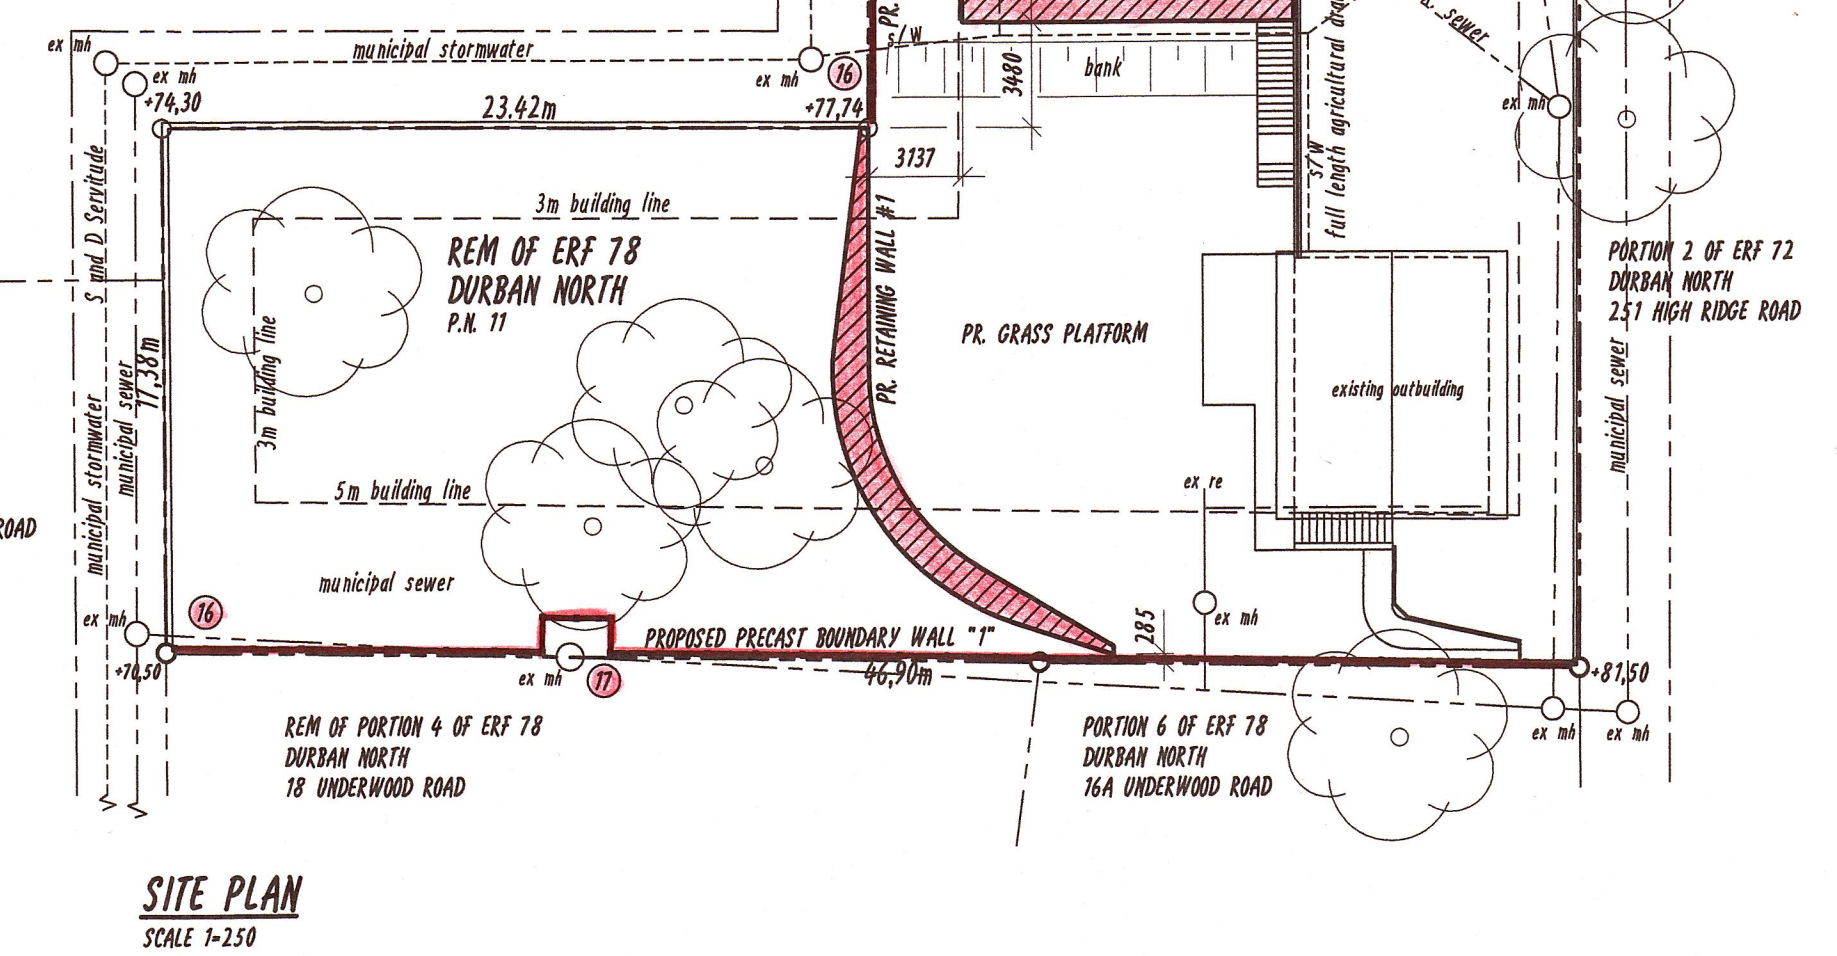 PR.
d. sewer
ex mh
municipal stormwater
s/w
ex mh
16
3480
bank
full length agricultural drain
s/w
ex mh
ex mh
+74,30
23.42m
+77,74
3137
S and D Servitude
3m building line
REM OF ERF 78
DURBAN NORTH
P.N. 11
PR. RETAINING WALL #1
PORTION 2 OF ERF 72
DURBAN NORTH
251 HIGH RIDGE ROAD
PR. GRASS PLATFORM
17,38m
3m building line
existing outbuilding
municipal sewer
municipal stormwater
municipal sewer
5m building line
ex re
ROAD
municipal sewer
16
ex mh
ex mh
285
PROPOSED PRECAST BOUNDARY WALL "1"
+70,50
ex mh
17
46,90m
+81,50
REM OF PORTION 4 OF ERF 78
DURBAN NORTH
18 UNDERWOOD ROAD
PORTION 6 OF ERF 78
DURBAN NORTH
16A UNDERWOOD ROAD
ex mh
ex mh
SITE PLAN
SCALE 1=250